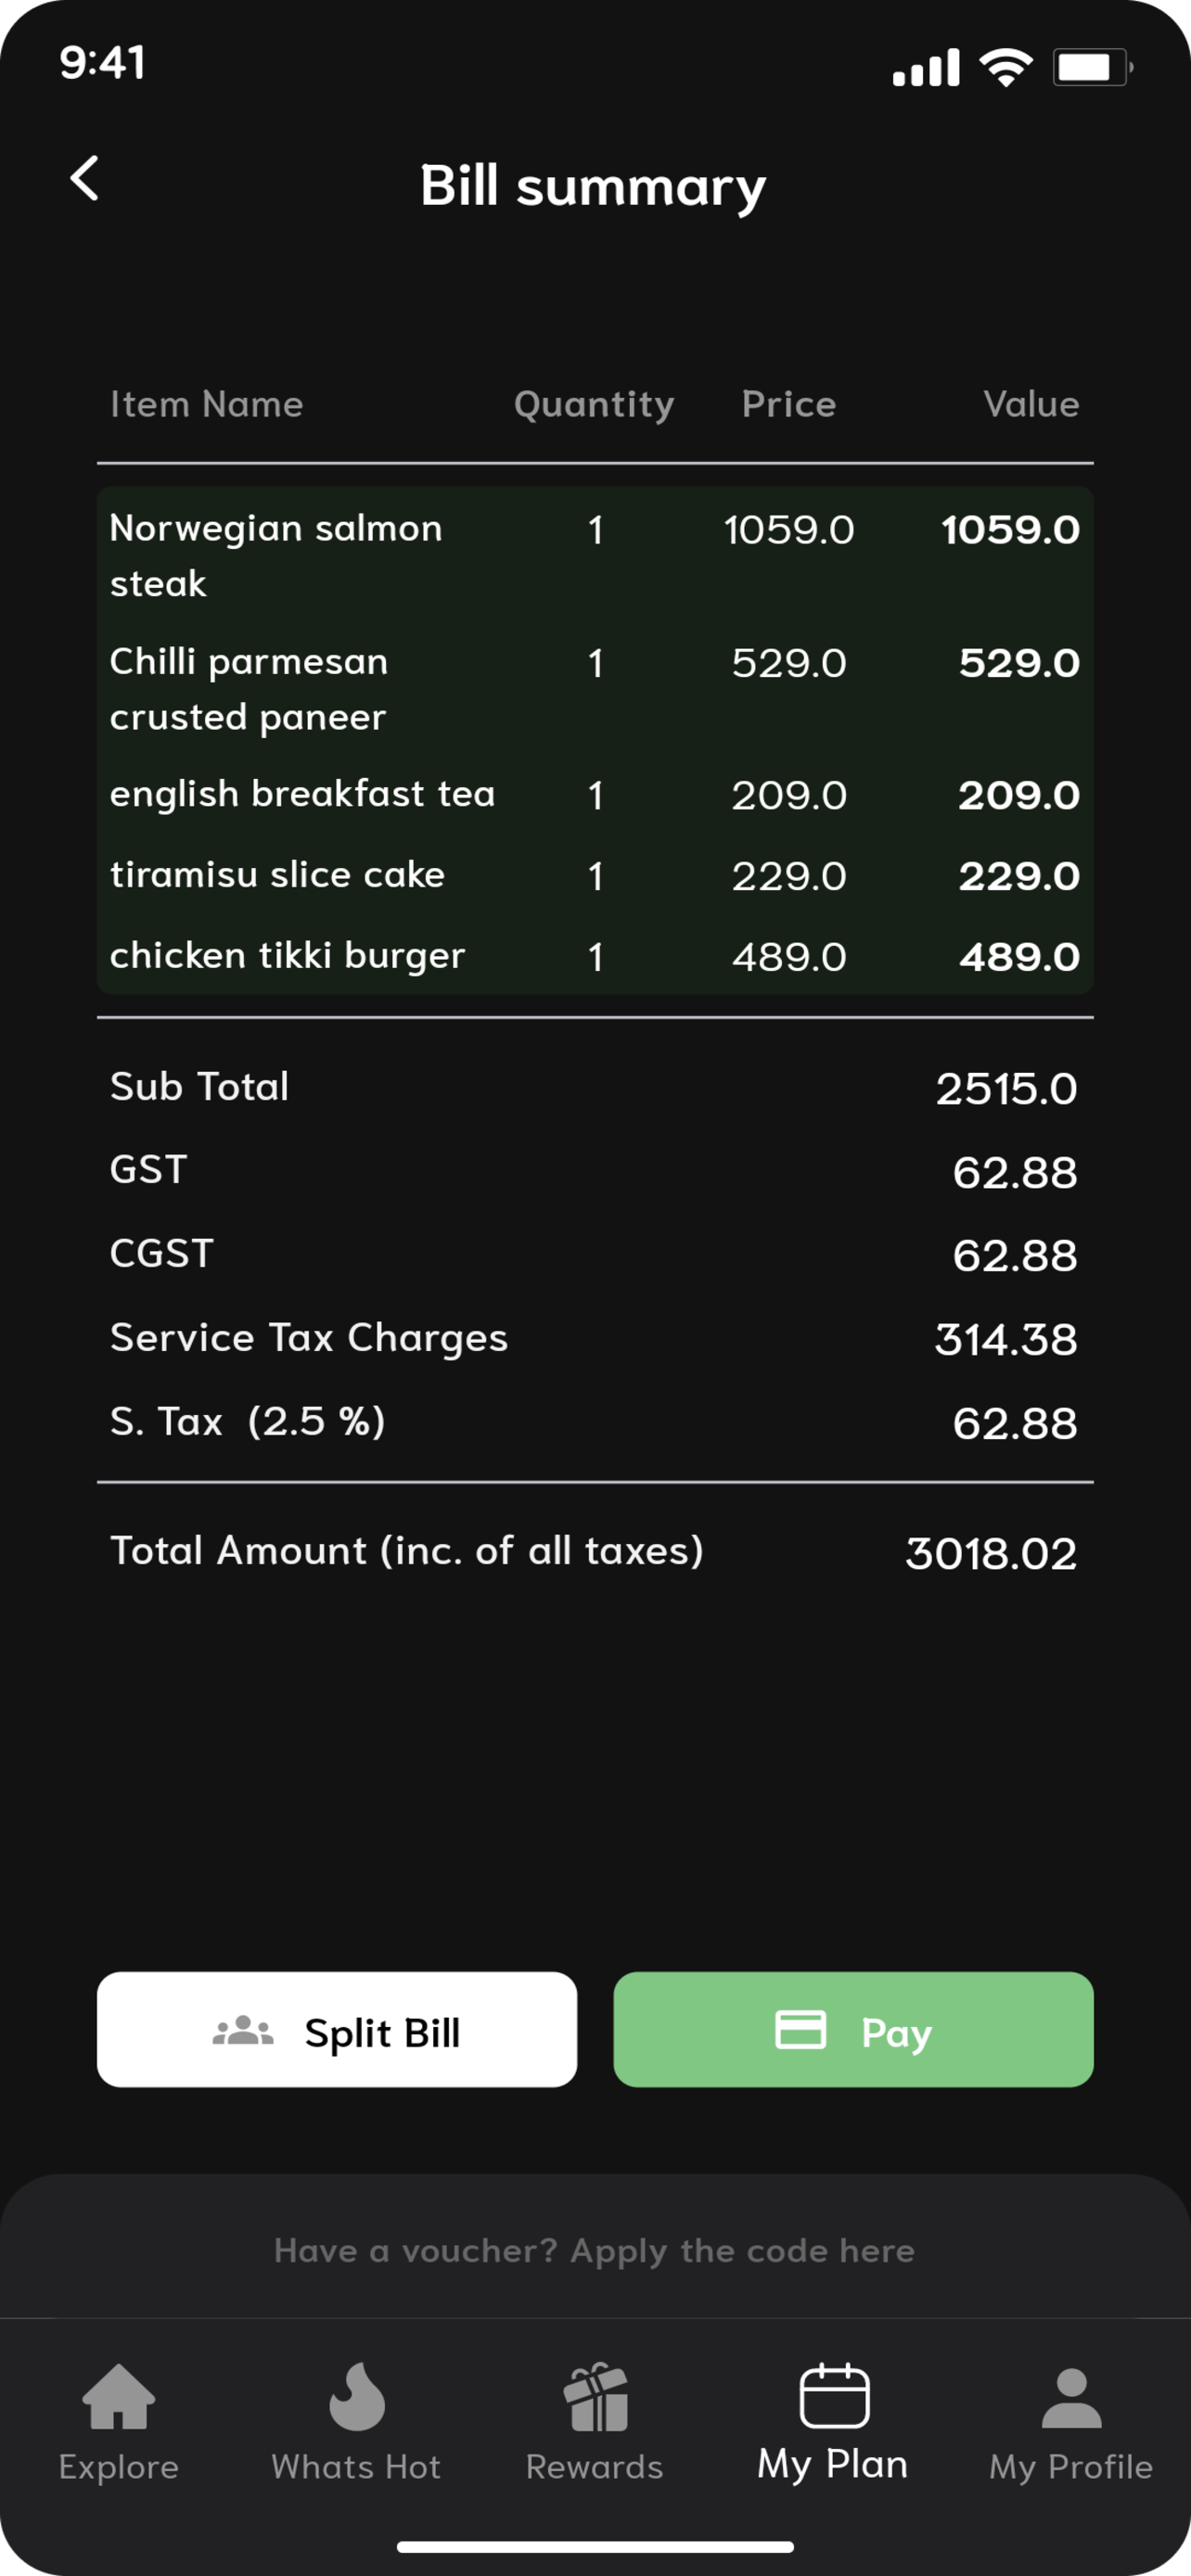 9:41
Bill summary
Item Name Quantity Price Value
Norwegian salmon 1 1059.0 1059.0
steak
Chilli parmesan 1 529.0 529.0
crusted paneer
english breakfast tea 1 209.0 209.0
tiramisu slice cake 1 229.0 229.0
chicken tikki burger 1 489.0 489.0
Sub Total 2515.0
GST 62.88
CGST 62.88
Service Tax Charges 314.38
S. Tax (2.5 %) 62.88
Total Amount (inc. of all taxes) 3018.02
Split Bill Pay
Have a voucher? Apply the code here
Explore Whats Hot Rewards My Plan My Profile